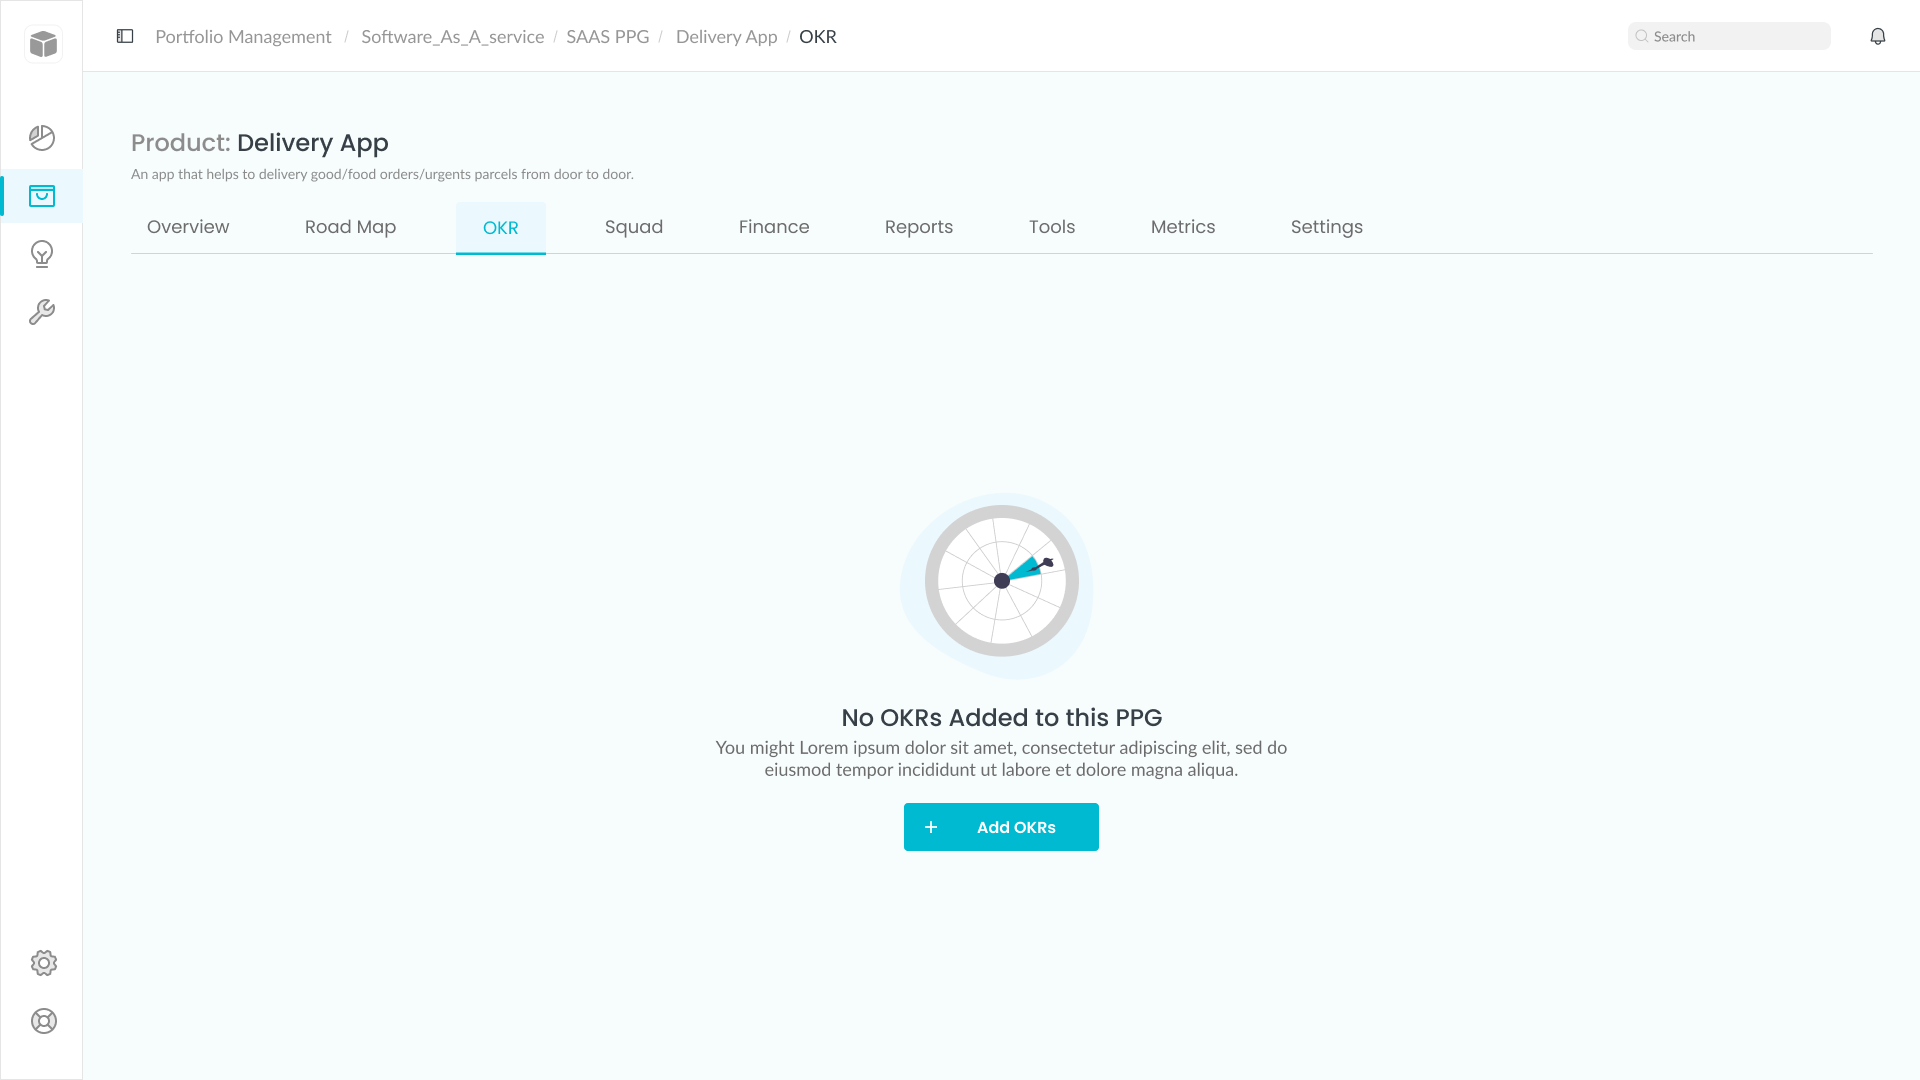 Portfolio Management / Software_As_A_service / SAAS PPG / Delivery App / OKR
Search
Product: Delivery App
An app that helps to delivery good/food orders/urgents parcels from door to door.
Overview Road Map OKR Squad Finance Reports Tools Metrics Settings
No OKRs Added to this PPG
You might Lorem ipsum dolor sit amet, consectetur adipiscing elit, sed do
eiusmod tempor incididunt ut labore et dolore magna aliqua.
+ Add OKRs